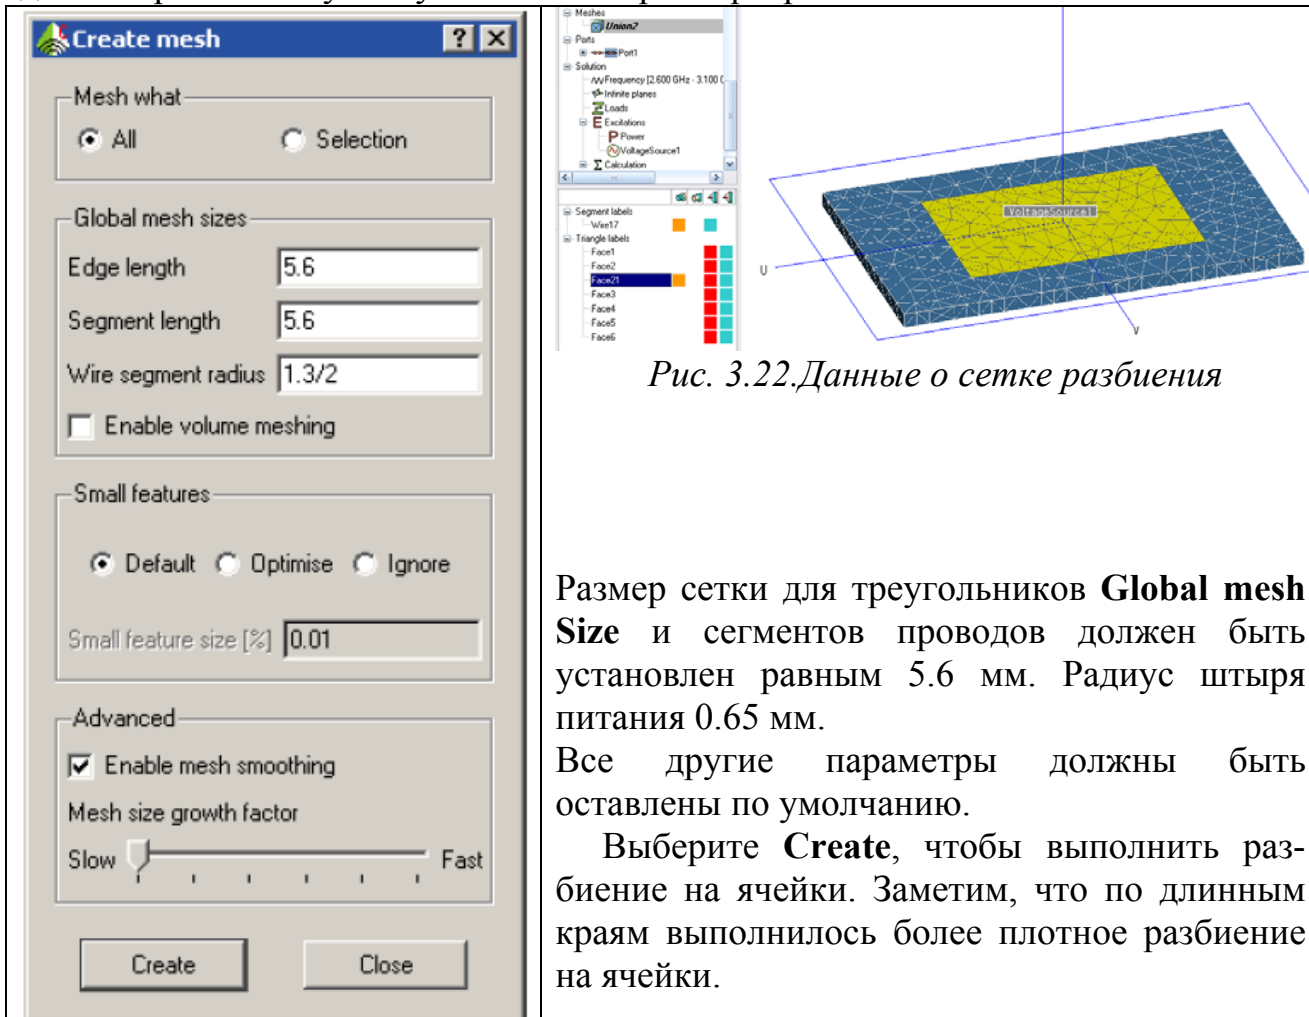 Create mesh
Mesh what
All
Selection
Global mesh sizes
Edge length 5.6
Segment length 5.6
Wire segment radius 1.3/2
Enable volume meshing
Small features
Default Optimise Ignore
Small feature size [%] 0.01
Advanced
Enable mesh smoothing
Mesh size growth factor
Slow Fast
Create Close
Meshes
Union2
Ports
Port1
Solution
Frequency [2.600 GHz - 3.100 G
Infinite planes
Loads
Excitations
Power
VoltageSource1
Calculation
Segment labels
Wire17
Triangle labels
Face1
Face2
Face21
Face3
Face4
Face5
Face6
VoltageSource1
U
V
Рис. 3.22.Данные о сетке разбиения
Размер сетки для треугольников Global mesh
Size и сегментов проводов должен быть
установлен равным 5.6 мм. Радиус штыря
питания 0.65 мм.
Все другие параметры должны быть
оставлены по умолчанию.
Выберите Create, чтобы выполнить раз-
биение на ячейки. Заметим, что по длинным
краям выполнилось более плотное разбиение
на ячейки.